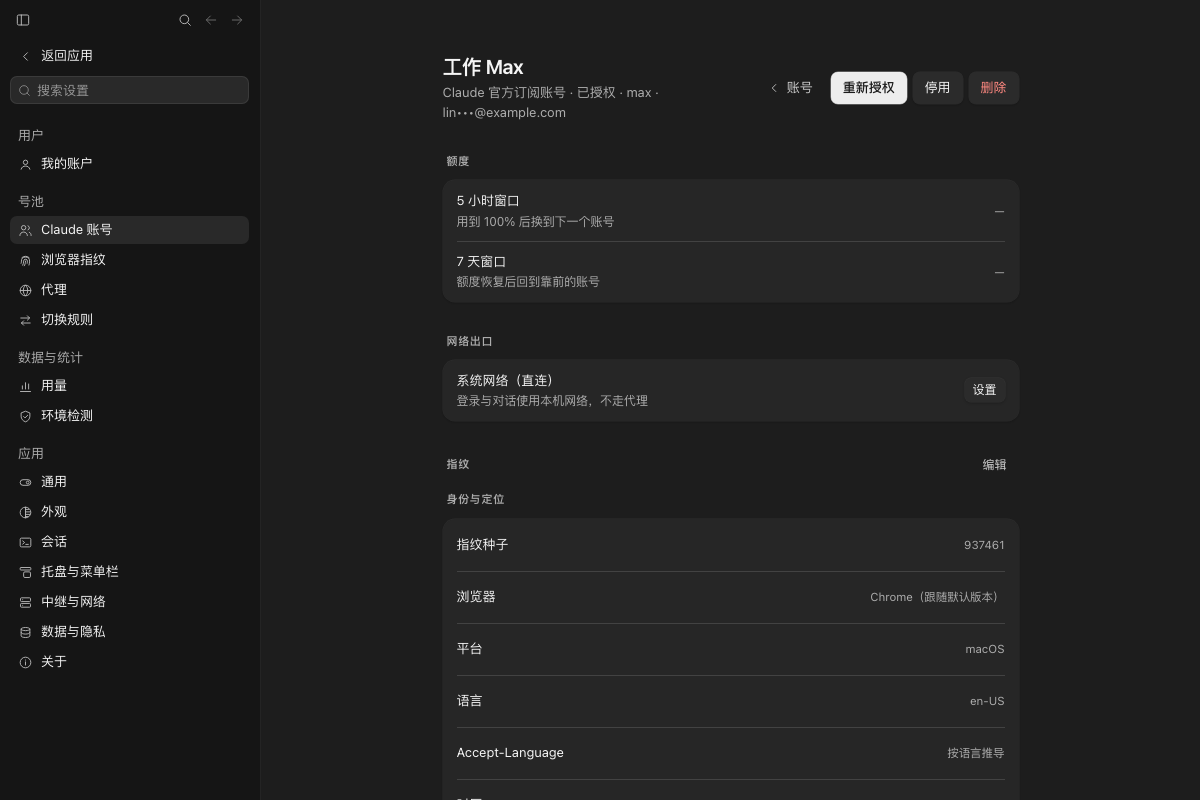 返回应用
搜索设置
用户
我的账户
号池
Claude 账号
浏览器指纹
代理
切换规则
数据与统计
用量
环境检测
应用
通用
外观
会话
托盘与菜单栏
中继与网络
数据与隐私
关于
工作 Max
Claude 官方订阅账号 · 已授权 · max ·
lin•••@example.com
账号
重新授权
停用
删除
额度
5 小时窗口
用到 100% 后换到下一个账号
—
7 天窗口
额度恢复后回到靠前的账号
—
网络出口
系统网络（直连）
登录与对话使用本机网络，不走代理
设置
指纹
编辑
身份与定位
指纹种子
937461
浏览器
Chrome（跟随默认版本）
平台
macOS
语言
en-US
Accept-Language
按语言推导